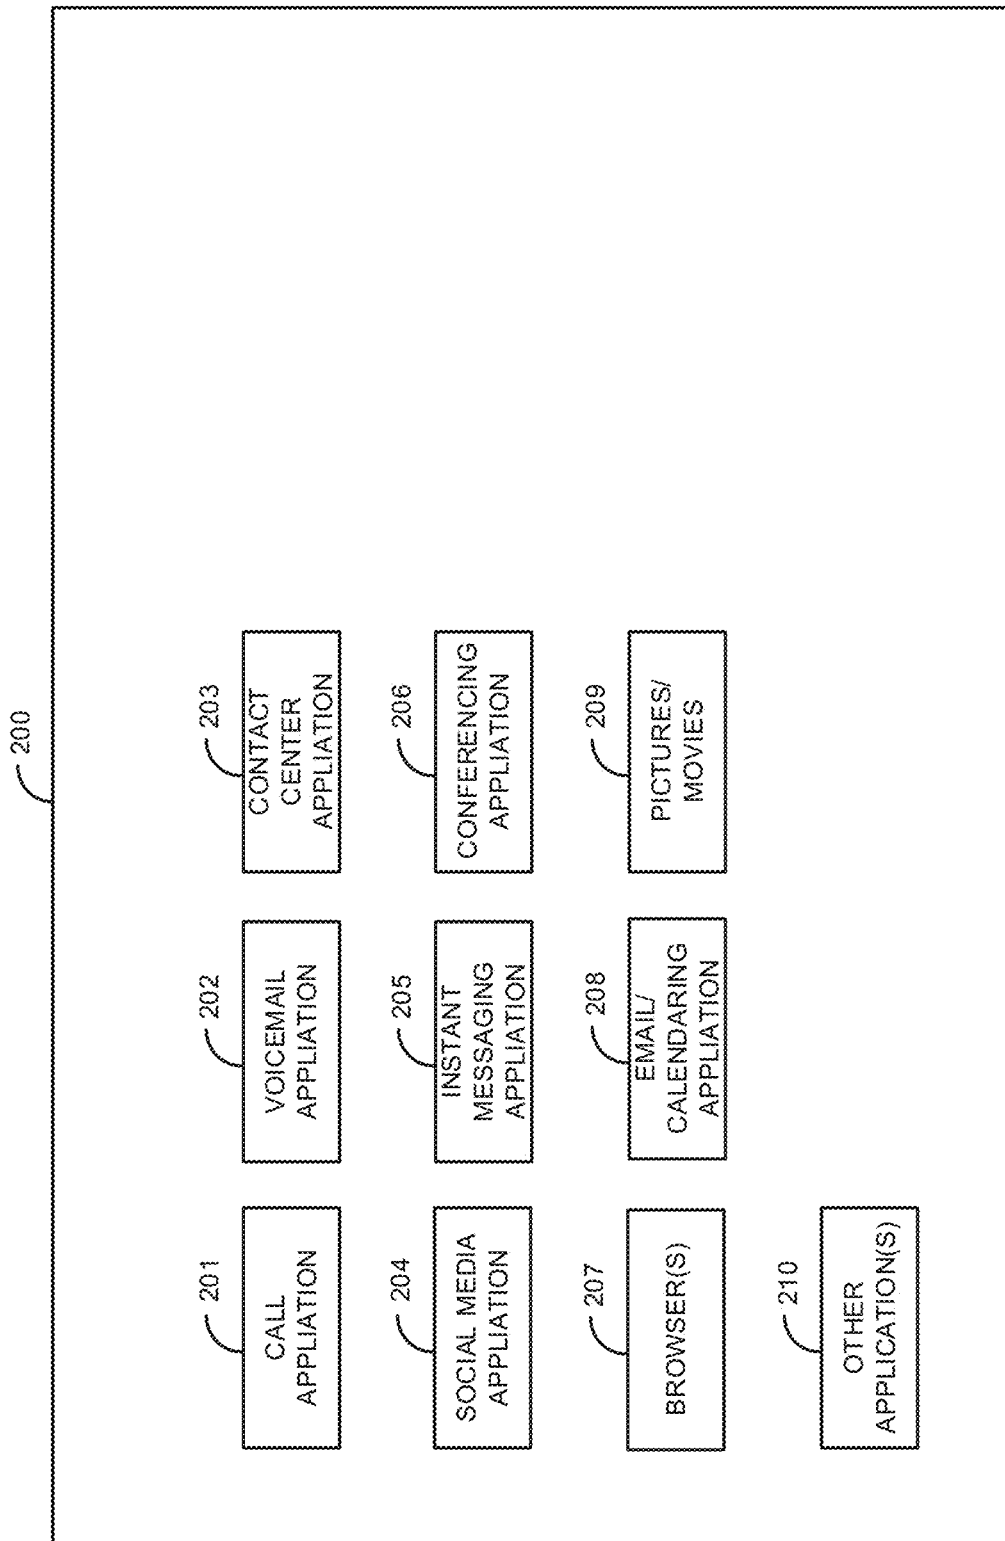 200
201
CALL
APPLIATION
202
VOICEMAIL
APPLIATION
203
CONTACT
CENTER
APPLIATION
204
SOCIAL MEDIA
APPLIATION
205
INSTANT
MESSAGING
APPLIATION
206
CONFERENCING
APPLIATION
207
BROWSER(S)
208
EMAIL/
CALENDARING
APPLIATION
209
PICTURES/
MOVIES
210
OTHER
APPLICATION(S)